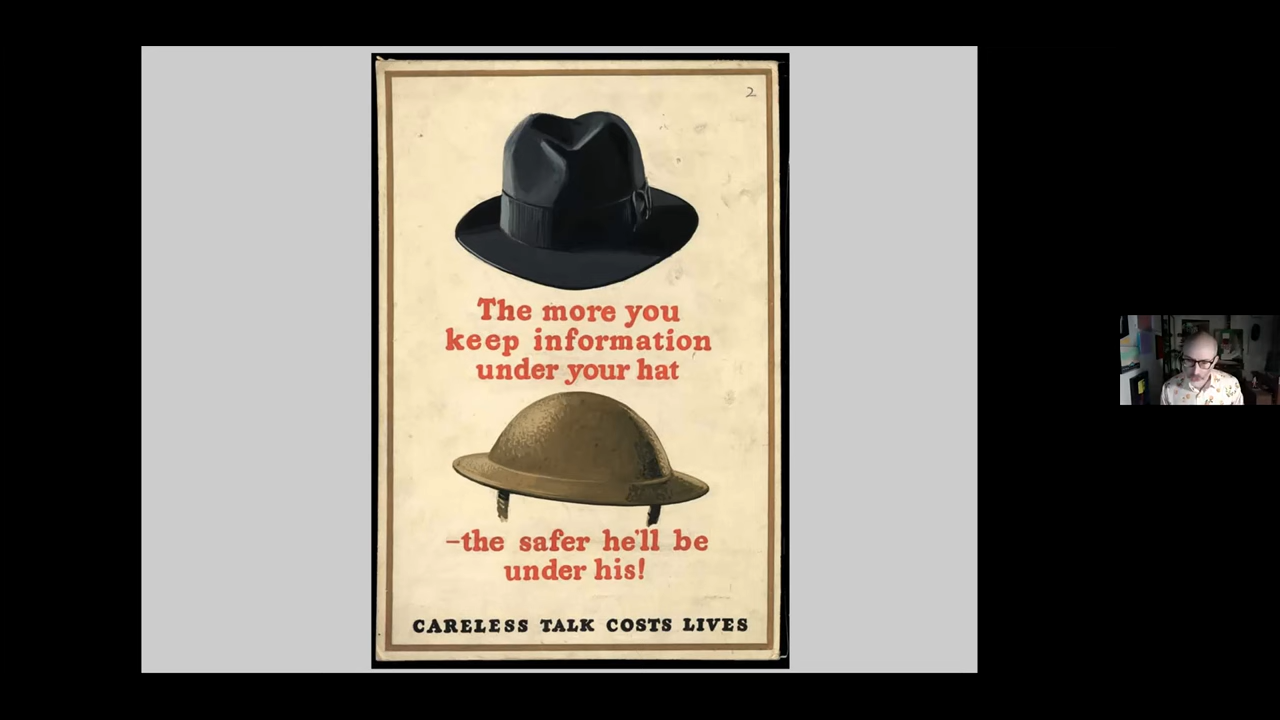 2
The more you
keep information
under your hat
-the safer he'll be
under his!
CARELESS TALK COSTS LIVES